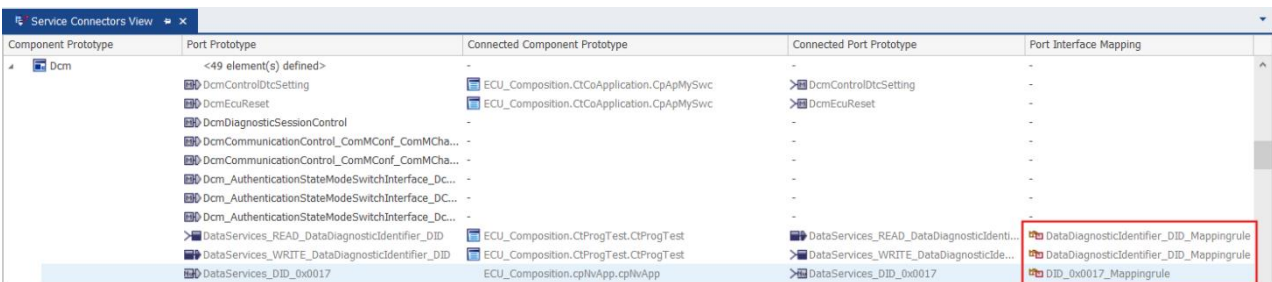 Service Connectors View
Component Prototype Port Prototype Connected Component Prototype Connected Port Prototype Port Interface Mapping
Dcm <49 element(s) defined> - - -
DcmControlDtcSetting ECU_Composition.CtCoApplication.CpApMySwc DcmControlDtcSetting -
DcmEcuReset ECU_Composition.CtCoApplication.CpApMySwc DcmEcuReset -
DcmDiagnosticSessionControl - - -
DcmCommunicationControl_ComMConf_ComMCha... - - -
DcmCommunicationControl_ComMConf_ComMCha... - - -
Dcm_AuthenticationStateModeSwitchInterface_Dc... - - -
Dcm_AuthenticationStateModeSwitchInterface_DC... - - -
Dcm_AuthenticationStateModeSwitchInterface_Dc... - - -
DataServices_READ_DataDiagnosticIdentifier_DID ECU_Composition.CtProgTest.CtProgTest DataServices_READ_DataDiagnosticIdenti... DataDiagnosticIdentifier_DID_Mappingrule
DataServices_WRITE_DataDiagnosticIdentifier_DID ECU_Composition.CtProgTest.CtProgTest DataServices_WRITE_DataDiagnosticIde... DataDiagnosticIdentifier_DID_Mappingrule
DataServices_DID_0x0017 ECU_Composition.cpNvApp.cpNvApp DataServices_DID_0x0017 DID_0x0017_Mappingrule